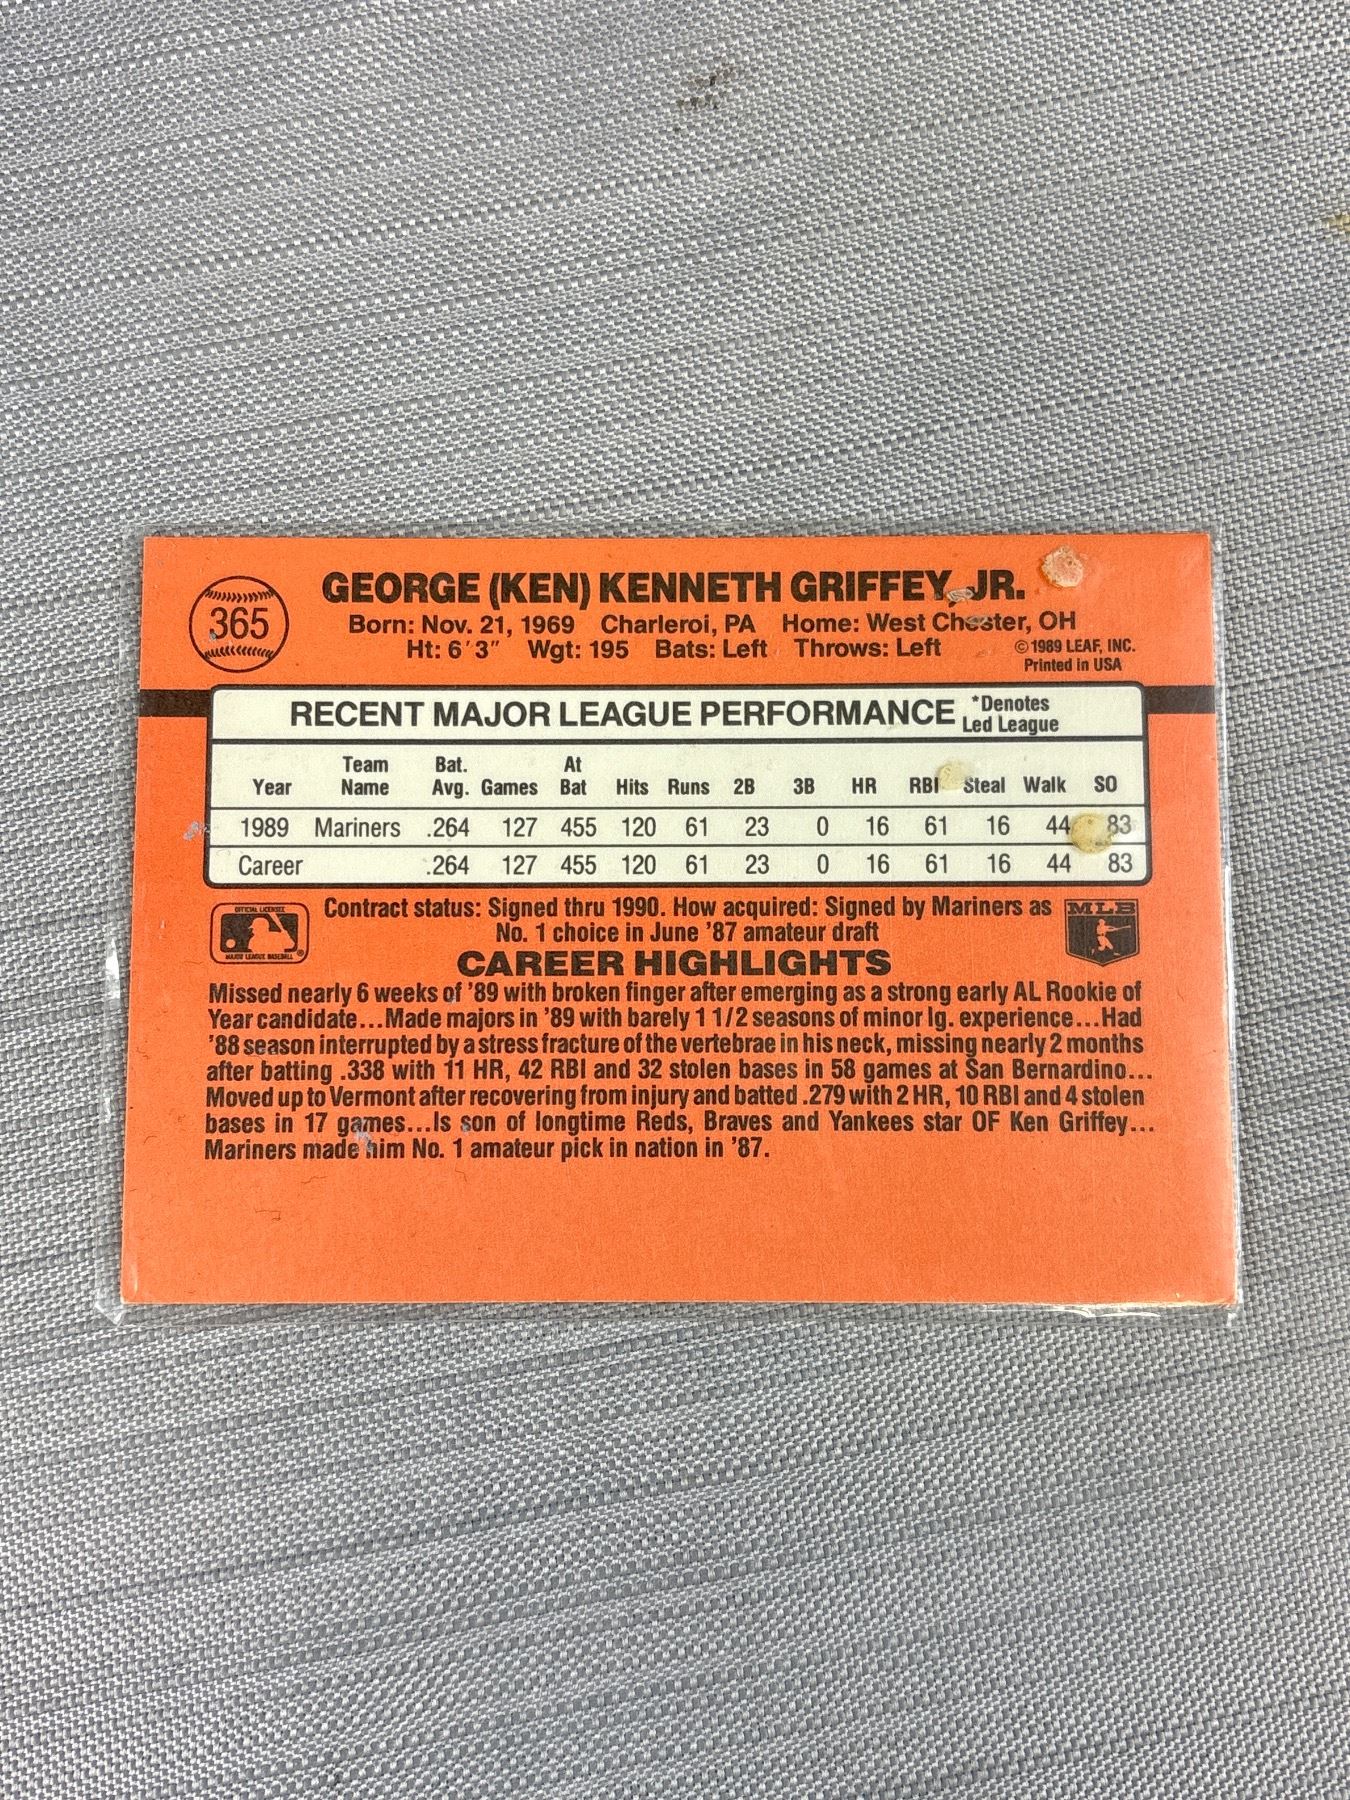 365
GEORGE (KEN) KENNETH GRIFFEY, JR.
Born: Nov. 21, 1969 Charleroi, PA Home: West Chester, OH
Ht: 6'3" Wgt: 195 Bats: Left Throws: Left
©1989 LEAF, INC.
Printed in USA
RECENT MAJOR LEAGUE PERFORMANCE *Denotes Led League
Year Team Name Bat. Avg. Games At Bat Hits Runs 2B 3B HR RBI Steal Walk SO
1989 Mariners .264 127 455 120 61 23 0 16 61 16 44 83
Career .264 127 455 120 61 23 0 16 61 16 44 83
OFFICIAL LICENSEE
MAJOR LEAGUE BASEBALL®
Contract status: Signed thru 1990. How acquired: Signed by Mariners as
No. 1 choice in June '87 amateur draft
MLB
CAREER HIGHLIGHTS
Missed nearly 6 weeks of '89 with broken finger after emerging as a strong early AL Rookie of
Year candidate...Made majors in '89 with barely 1 1/2 seasons of minor lg. experience...Had
'88 season interrupted by a stress fracture of the vertebrae in his neck, missing nearly 2 months
after batting .338 with 11 HR, 42 RBI and 32 stolen bases in 58 games at San Bernardino...
Moved up to Vermont after recovering from injury and batted .279 with 2 HR, 10 RBI and 4 stolen
bases in 17 games...Is son of longtime Reds, Braves and Yankees star OF Ken Griffey...
Mariners made him No. 1 amateur pick in nation in '87.